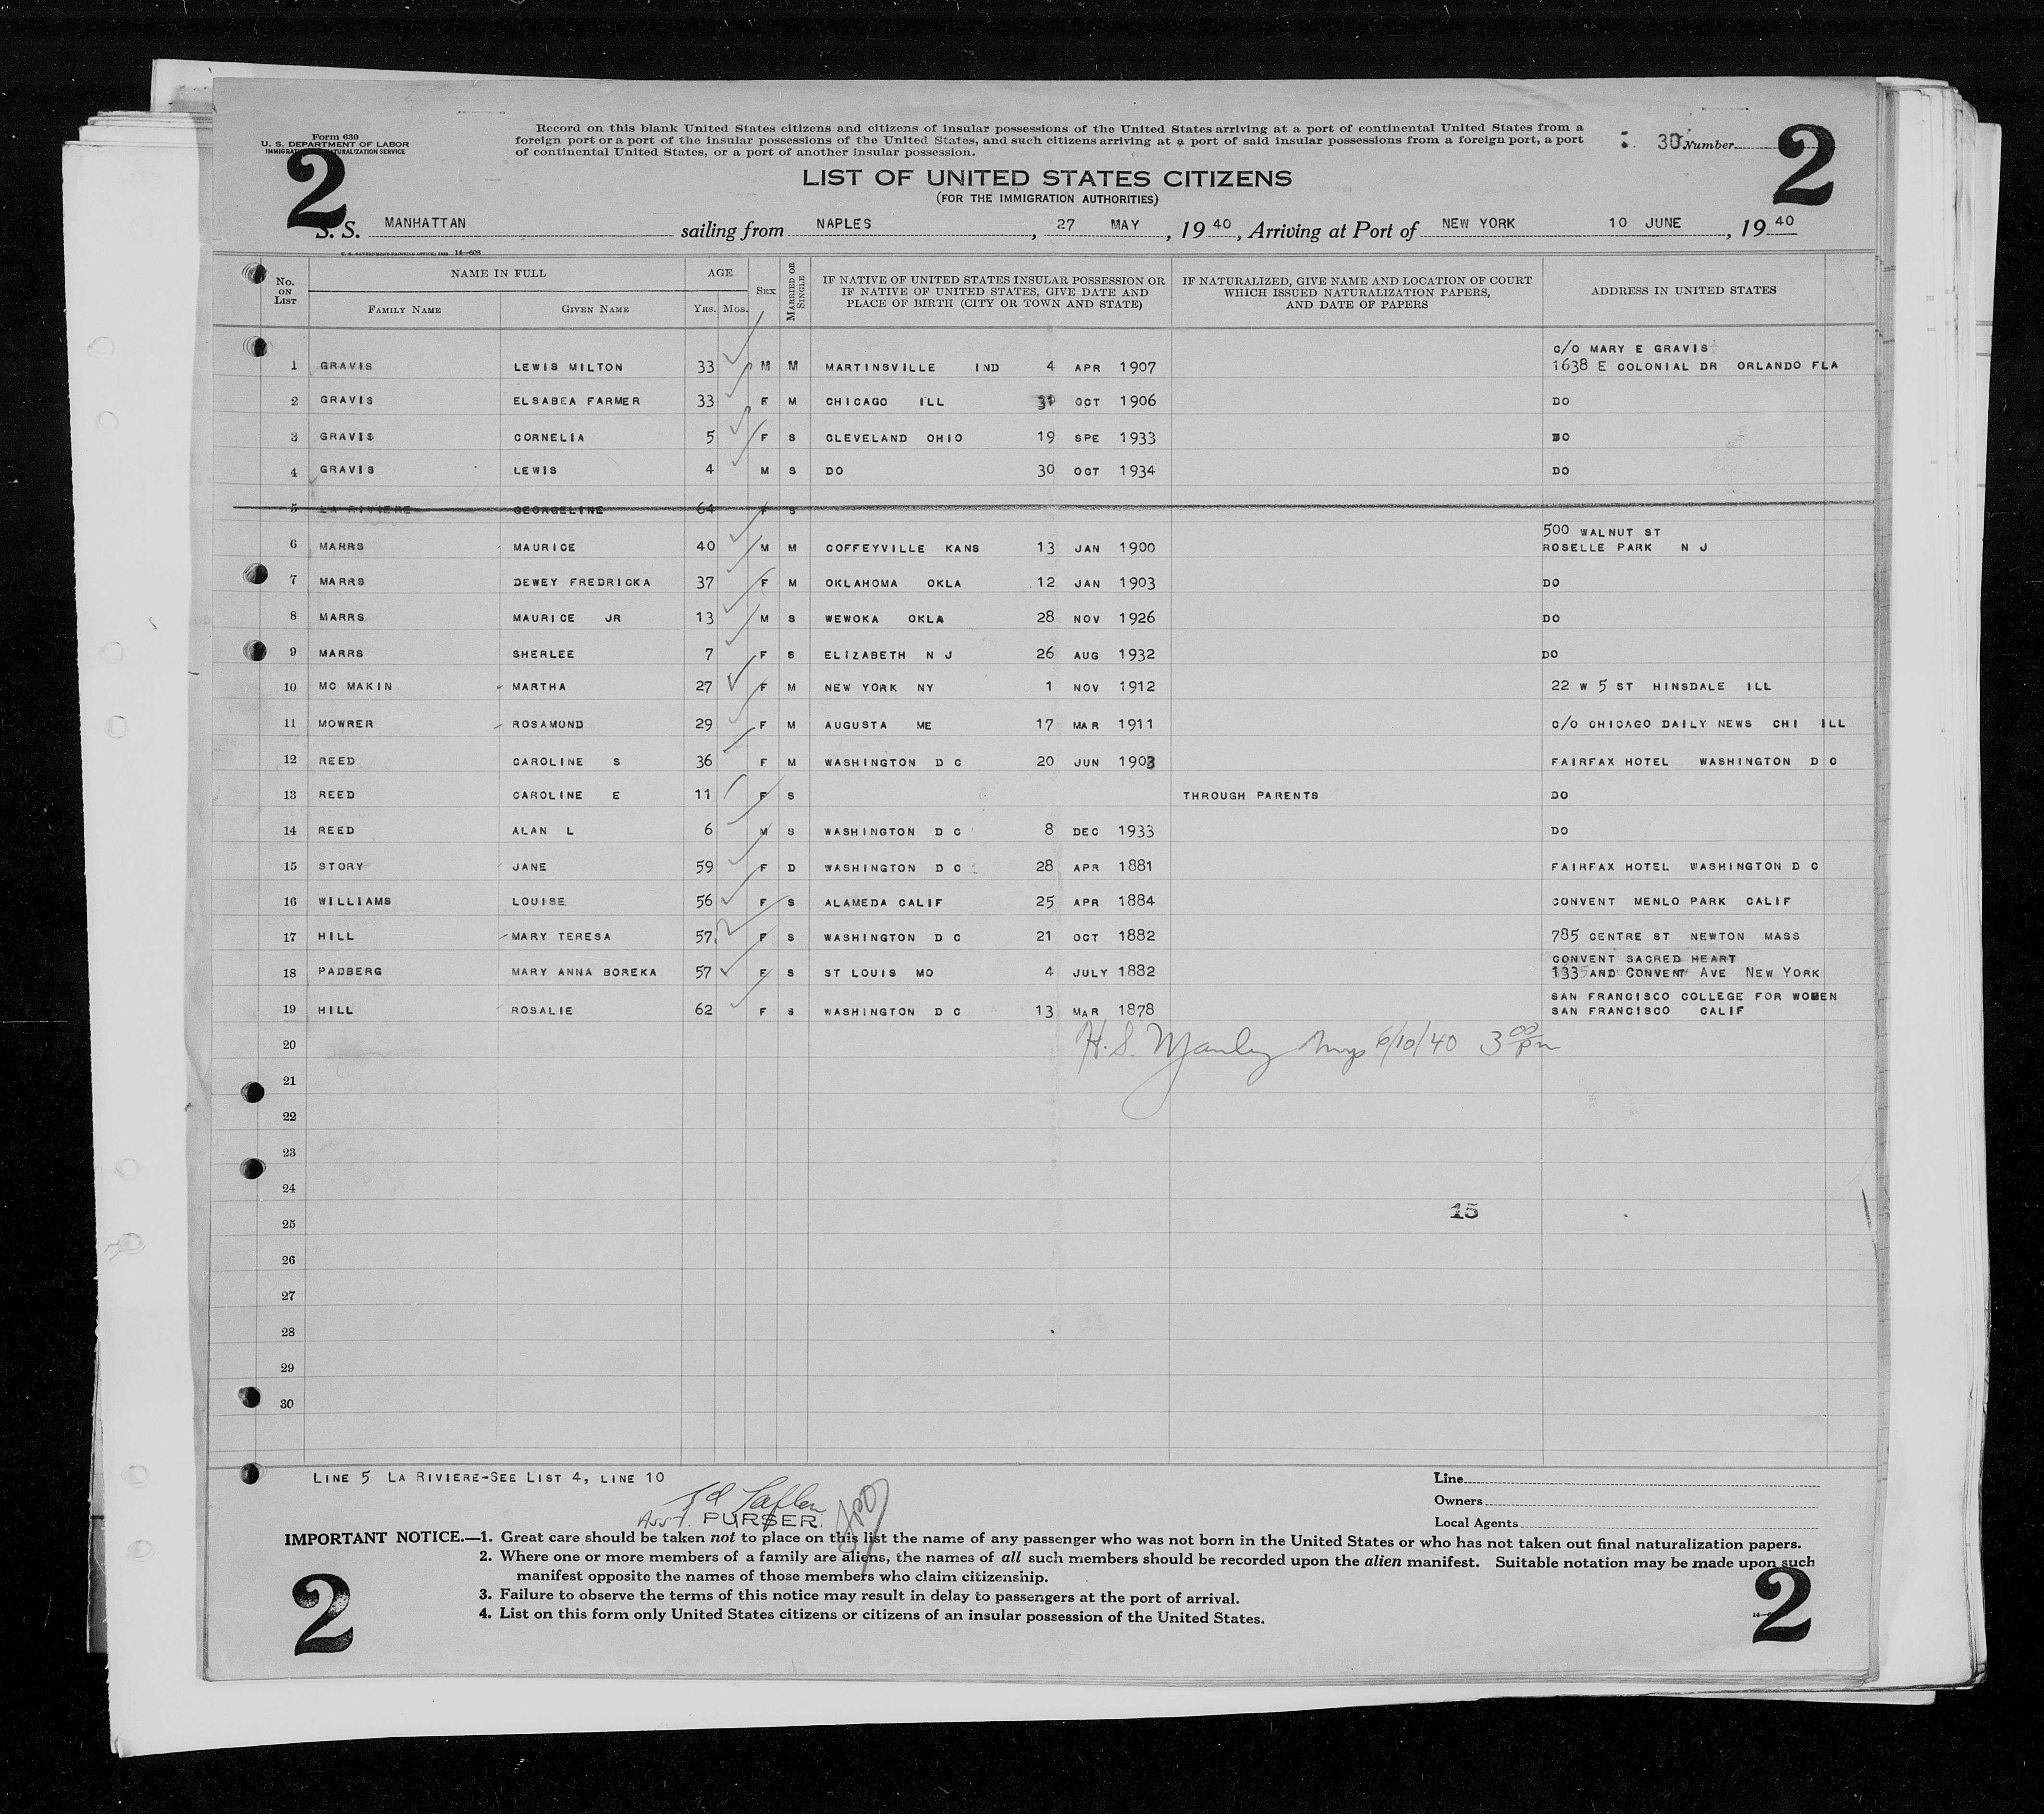 Form 630
U. S. DEPARTMENT OF LABOR
IMMIGRATION NATURALIZATION SERVICE
2
Record on this blank United States citizens and citizens of insular possessions of the United States arriving at a port of continental United States from a
foreign port or a port of the insular possessions of the United States, and such citizens arriving at a port of said insular possessions from a foreign port, a port
of continental United States, or a port of another insular possession.
30 Number
2
LIST OF UNITED STATES CITIZENS
(FOR THE IMMIGRATION AUTHORITIES)
S. S. MANHATTAN sailing from NAPLES, 27 MAY, 19 40, Arriving at Port of NEW YORK 10 JUNE, 19 40
No. ON LIST NAME IN FULL AGE SEX MARRIED OR SINGLE IF NATIVE OF UNITED STATES INSULAR POSSESSION OR IF NATIVE OF UNITED STATES, GIVE DATE AND PLACE OF BIRTH (CITY OR TOWN AND STATE) IF NATURALIZED, GIVE NAME AND LOCATION OF COURT WHICH ISSUED NATURALIZATION PAPERS, AND DATE OF PAPERS ADDRESS IN UNITED STATES
FAMILY NAME GIVEN NAME YRS. MOS.
C/O MARY E GRAVIS
1 GRAVIS LEWIS MILTON 33 M M MARTINSVILLE IND 4 APR 1907 1638 E COLONIAL DR ORLANDO FLA
2 GRAVIS ELSABEA FARMER 33 F M CHICAGO ILL OCT 1906 DO
3 GRAVIS CORNELIA 5 F S CLEVELAND OHIO 19 SPE 1933 DO
4 GRAVIS LEWIS 4 M S DO 30 OCT 1934 DO
5 LA RIVIERE GEORGELINE 64 F S
500 WALNUT ST
6 MARRS MAURICE 40 M M COFFEYVILLE KANS 13 JAN 1900 ROSELLE PARK N J
7 MARRS DEWEY FREDRICKA 37 F M OKLAHOMA OKLA 12 JAN 1903 DO
8 MARRS MAURICE JR 13 M S WEWOKA OKLA 28 NOV 1926 DO
9 MARRS SHERLEE 7 F S ELIZABETH N J 26 AUG 1932 DO
10 MC MAKIN MARTHA 27 F M NEW YORK NY 1 NOV 1912 22 W 5 ST HINSDALE ILL
11 MOWRER ROSAMOND 29 F M AUGUSTA ME 17 MAR 1911 C/O CHICAGO DAILY NEWS CHI ILL
12 REED CAROLINE S 36 F M WASHINGTON D C 20 JUN 1903 FAIRFAX HOTEL WASHINGTON D C
13 REED CAROLINE E 11 F S THROUGH PARENTS DO
14 REED ALAN L 6 M S WASHINGTON D C 8 DEC 1933 DO
15 STORY JANE 59 F D WASHINGTON D C 28 APR 1881 FAIRFAX HOTEL WASHINGTON D C
16 WILLIAMS LOUISE 56 F S ALAMEDA CALIF 25 APR 1884 CONVENT MENLO PARK CALIF
17 HILL MARY TERESA 57 F S WASHINGTON D C 21 OCT 1882 785 CENTRE ST NEWTON MASS
CONVENT SACRED HEART
18 PADBERG MARY ANNA BOREKA 57 F S ST LOUIS MO 4 JULY 1882 133 AND CONVENT AVE NEW YORK
SAN FRANCISCO COLLEGE FOR WOMEN
19 HILL ROSALIE 62 F S WASHINGTON D C 13 MAR 1878 SAN FRANCISCO CALIF
20 H. S. Manley 6/10/40 3 00 pm
21
22
23
24
15
25
26
27
28
29
30
LINE 5 LA RIVIERE-SEE LIST 4, LINE 10
Line
Owners
Asst. PURSER
Local Agents
IMPORTANT NOTICE.—1. Great care should be taken not to place on this list the name of any passenger who was not born in the United States or who has not taken out final naturalization papers.
2. Where one or more members of a family are aliens, the names of all such members should be recorded upon the alien manifest. Suitable notation may be made upon such
manifest opposite the names of those members who claim citizenship.
3. Failure to observe the terms of this notice may result in delay to passengers at the port of arrival.
4. List on this form only United States citizens or citizens of an insular possession of the United States.
2
2